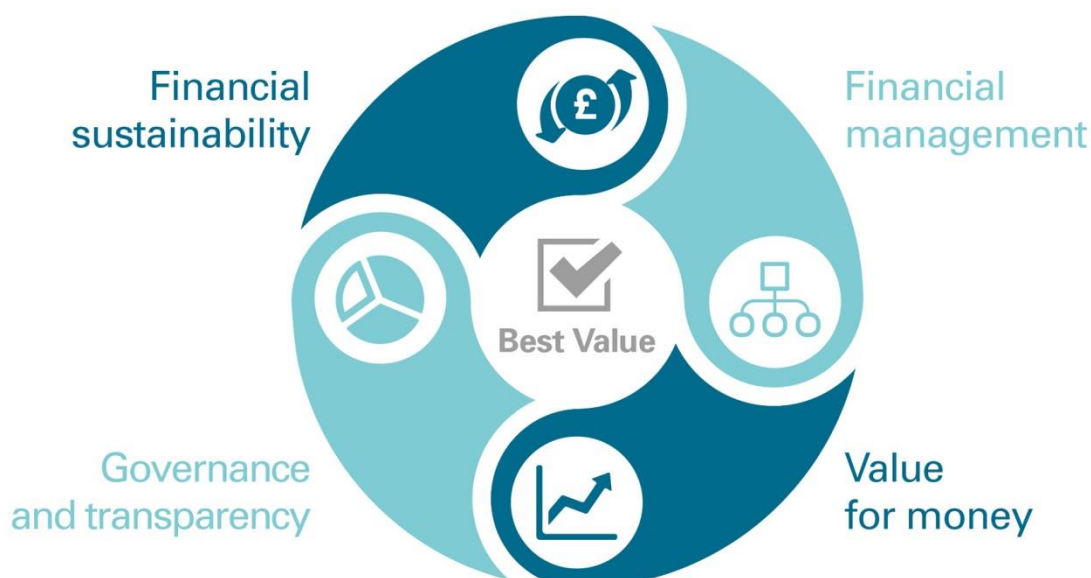 Financial
sustainability
Financial
management
£
Best Value
Governance
and transparency
Value
for money